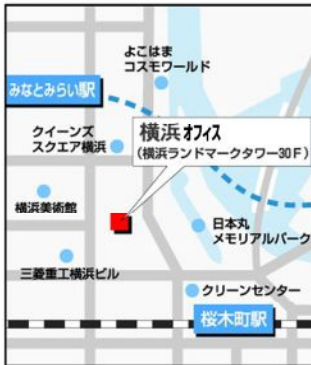 よこはま
コスモワールド
みなとみらい駅
クイーンズ
スクエア横浜
横浜オフィス
(横浜ランドマークタワー30F)
横浜美術館
日本丸
メモリアルパーク
三菱重工横浜ビル
クリーンセンター
桜木町駅